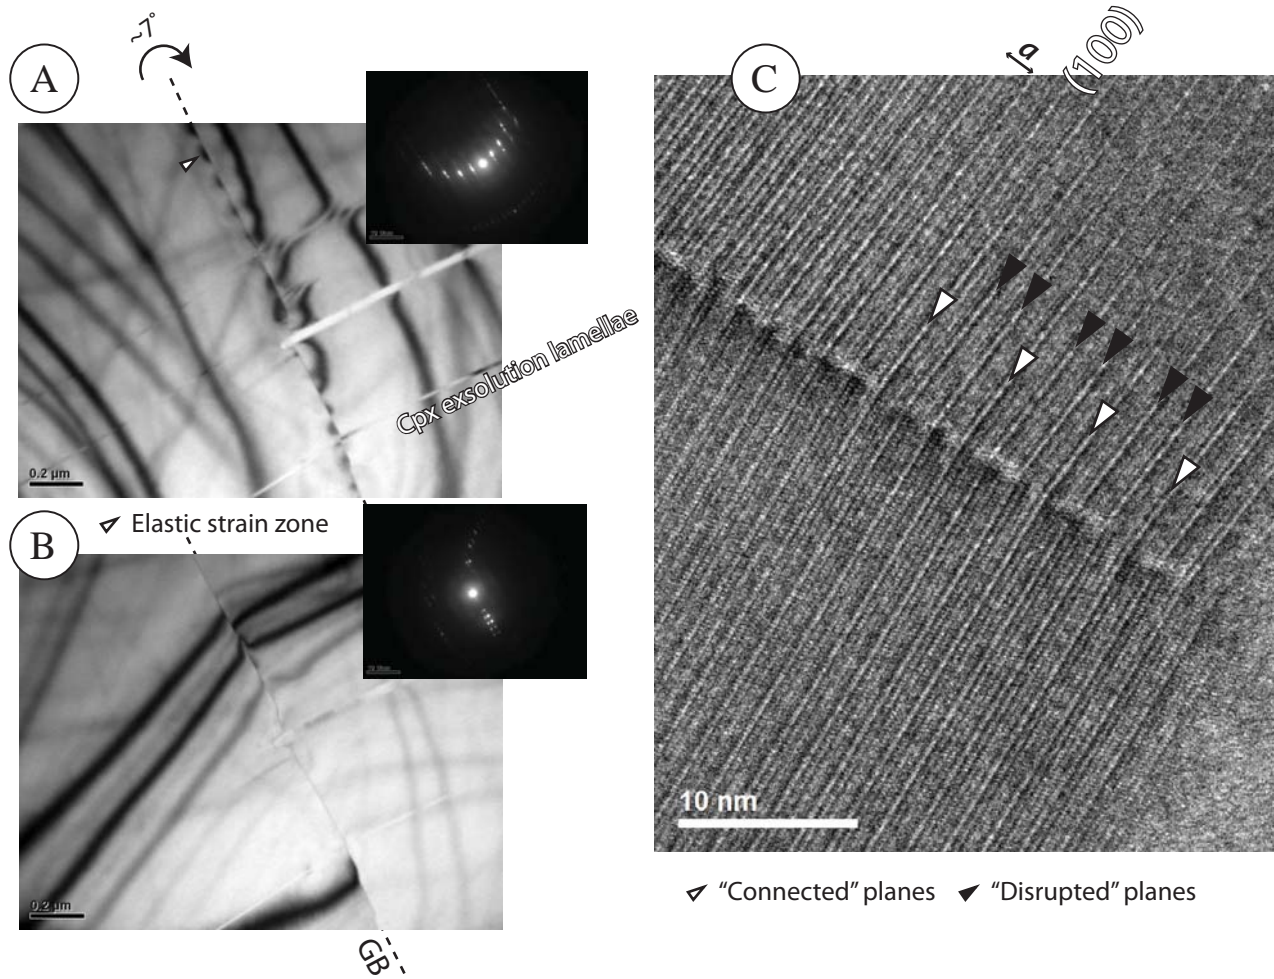 ~7°
A
Cpx exsolution lamellae
0.2 µm
Elastic strain zone
B
0.2 µm
GB
C
a
(100)
10 nm
“Connected” planes
“Disrupted” planes